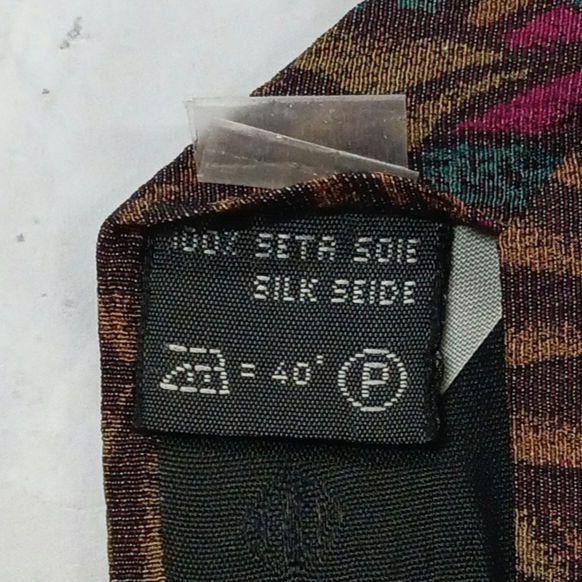 100% SETA SOIE
SILK SEIDE
= 40° P